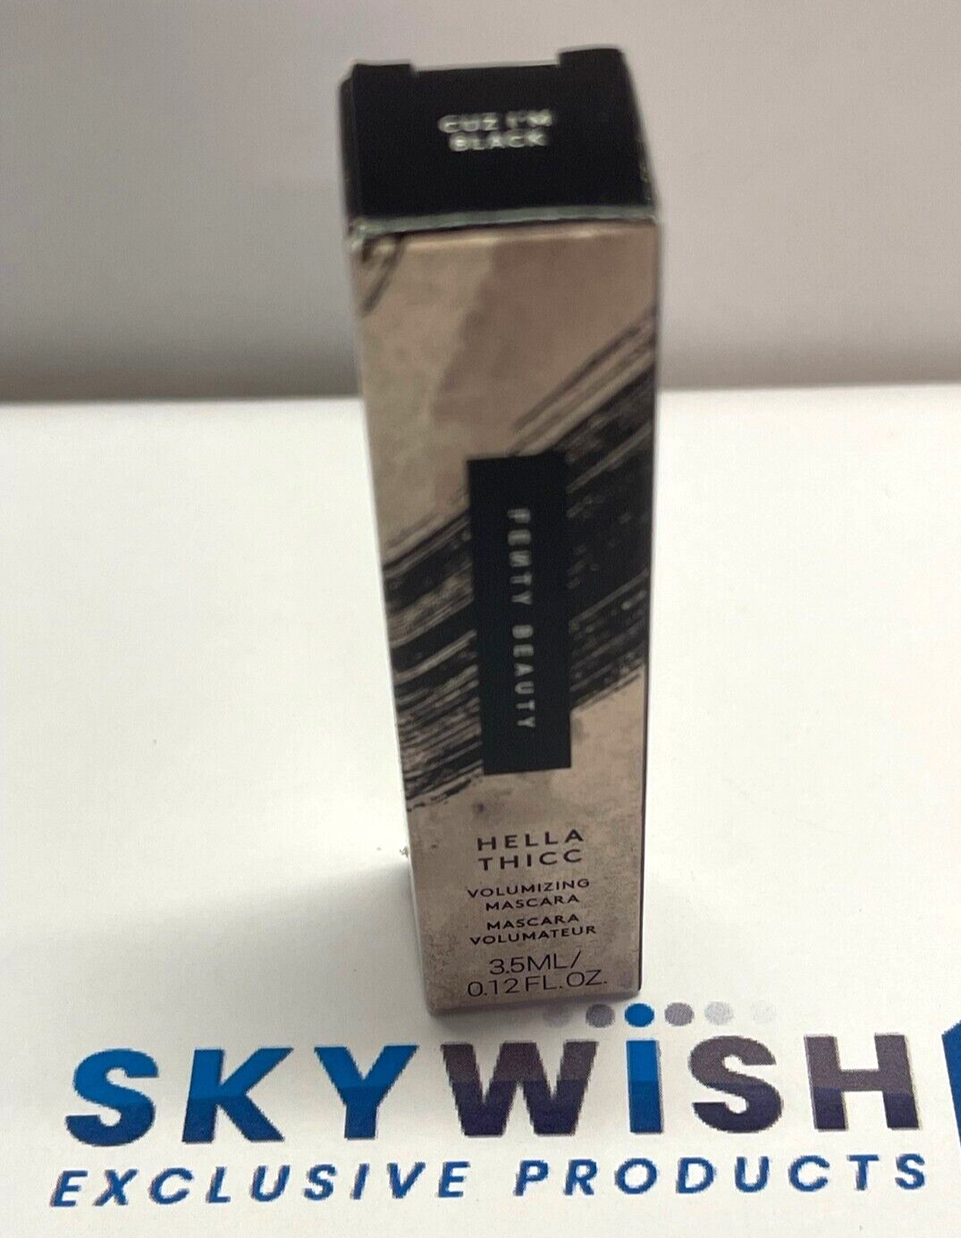 CUZ I'M
BLACK
FENTY BEAUTY
HELLA
THICC
VOLUMIZING
MASCARA
MASCARA
VOLUMATEUR
3.5ML/
0.12 FL. OZ.
SKYWiSH
EXCLUSIVE PRODUCTS